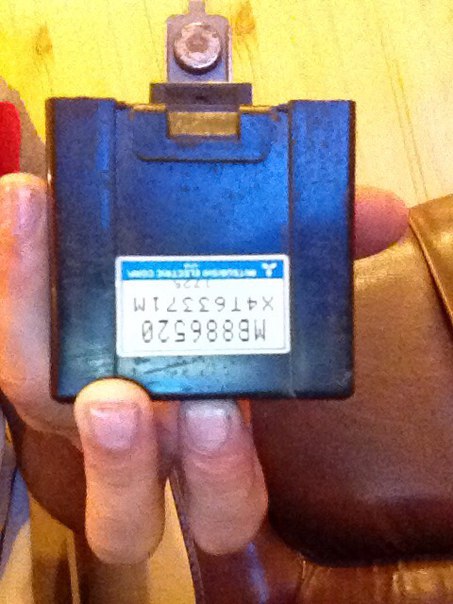 MB886520
X4T63371M
MITSUBISHI ELECTRIC CORP.